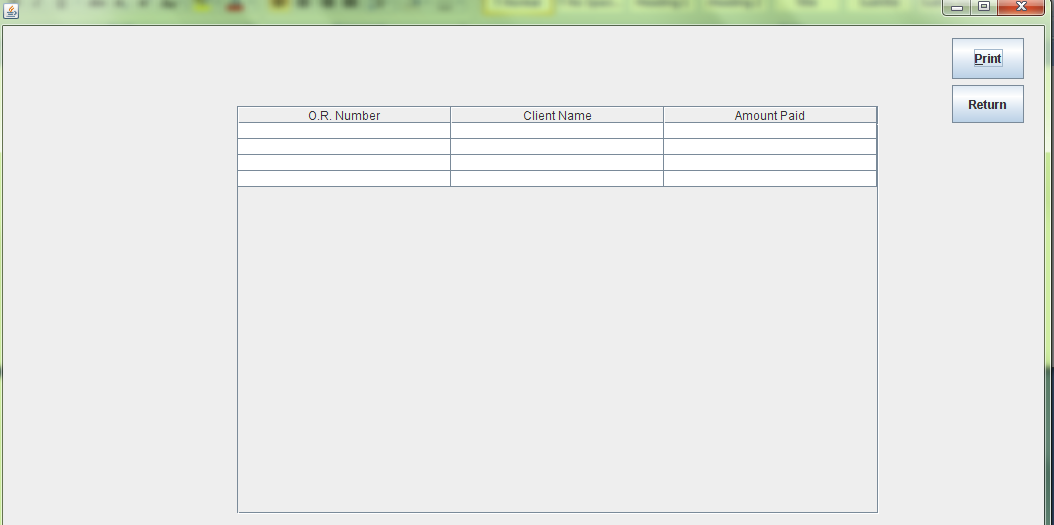 Print
Return
O.R. Number Client Name Amount Paid